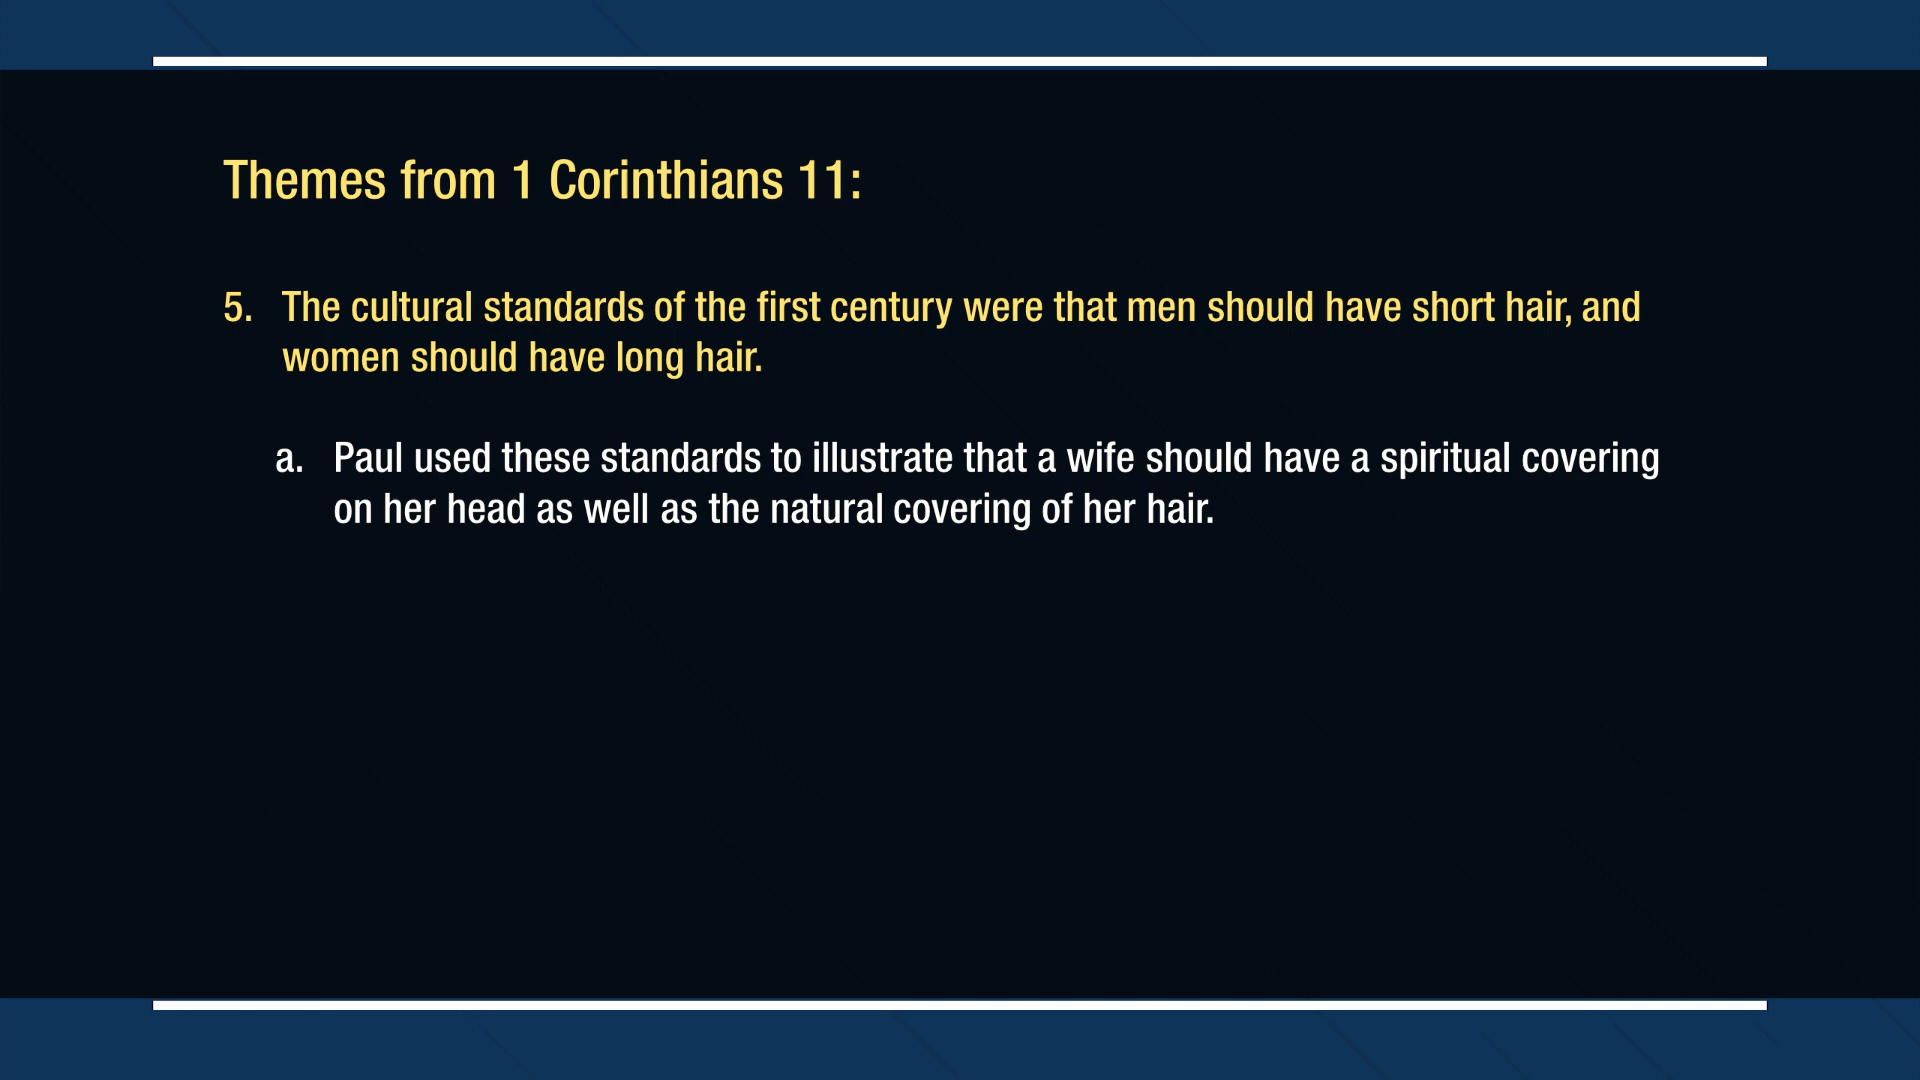 Themes from 1 Corinthians 11:
5. The cultural standards of the first century were that men should have short hair, and
women should have long hair.
a. Paul used these standards to illustrate that a wife should have a spiritual covering
on her head as well as the natural covering of her hair.